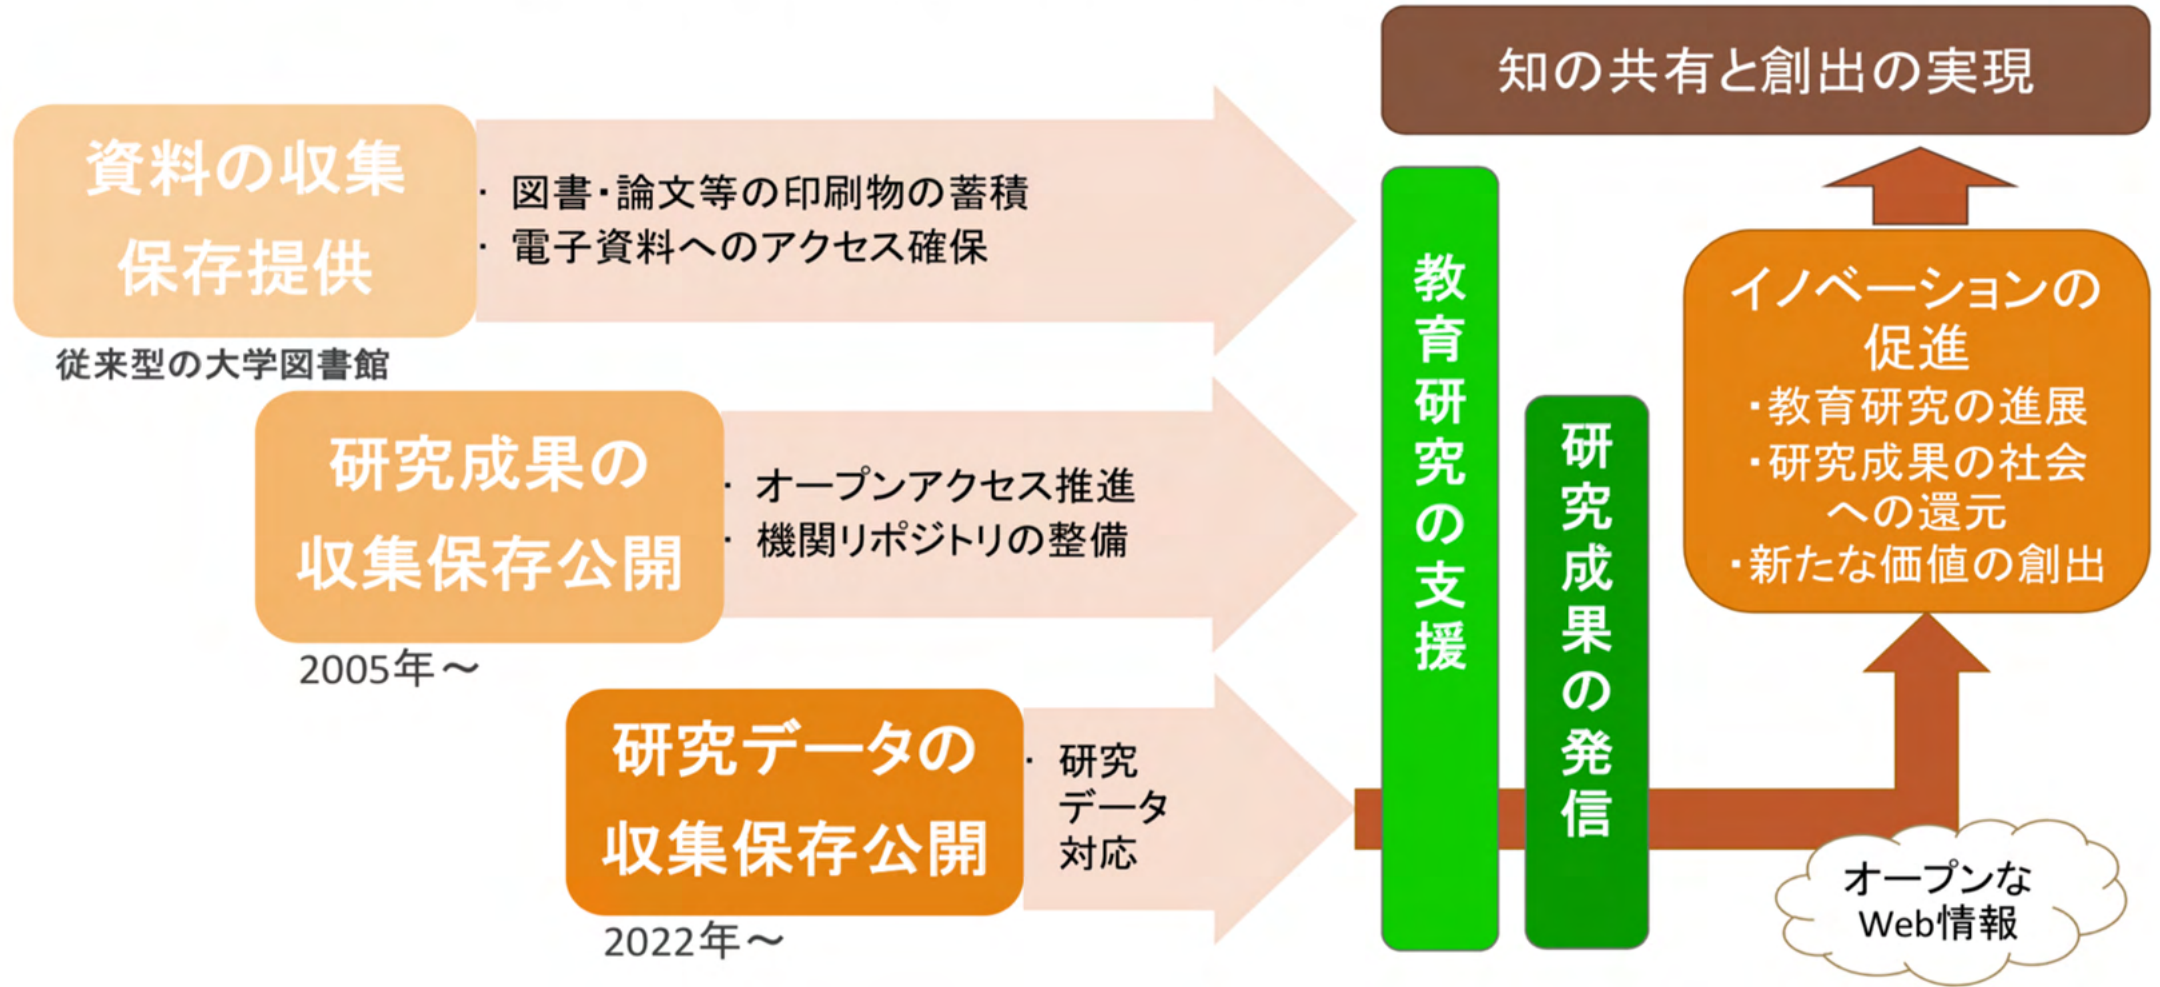 知の共有と創出の実現
資料の収集
保存提供
・ 図書・論文等の印刷物の蓄積
・ 電子資料へのアクセス確保
従来型の大学図書館
研究成果の
収集保存公開
・ オープンアクセス推進
・ 機関リポジトリの整備
2005年～
研究データの
収集保存公開
・ 研究
データ
対応
2022年～
教育研究の支援
研究成果の発信
イノベーションの
促進
・教育研究の進展
・研究成果の社会
への還元
・新たな価値の創出
オープンな
Web情報